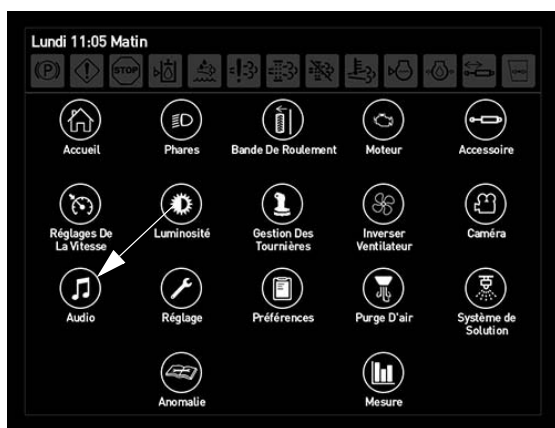 Lundi 11:05 Matin
(P) STOP
Accueil Phares Bande De Roulement Moteur Accessoire
Réglages De La Vitesse Luminosité Gestion Des Tournières Inverser Ventilateur Caméra
Audio Réglage Préférences Purge D'air Système de Solution
Anomalie Mesure